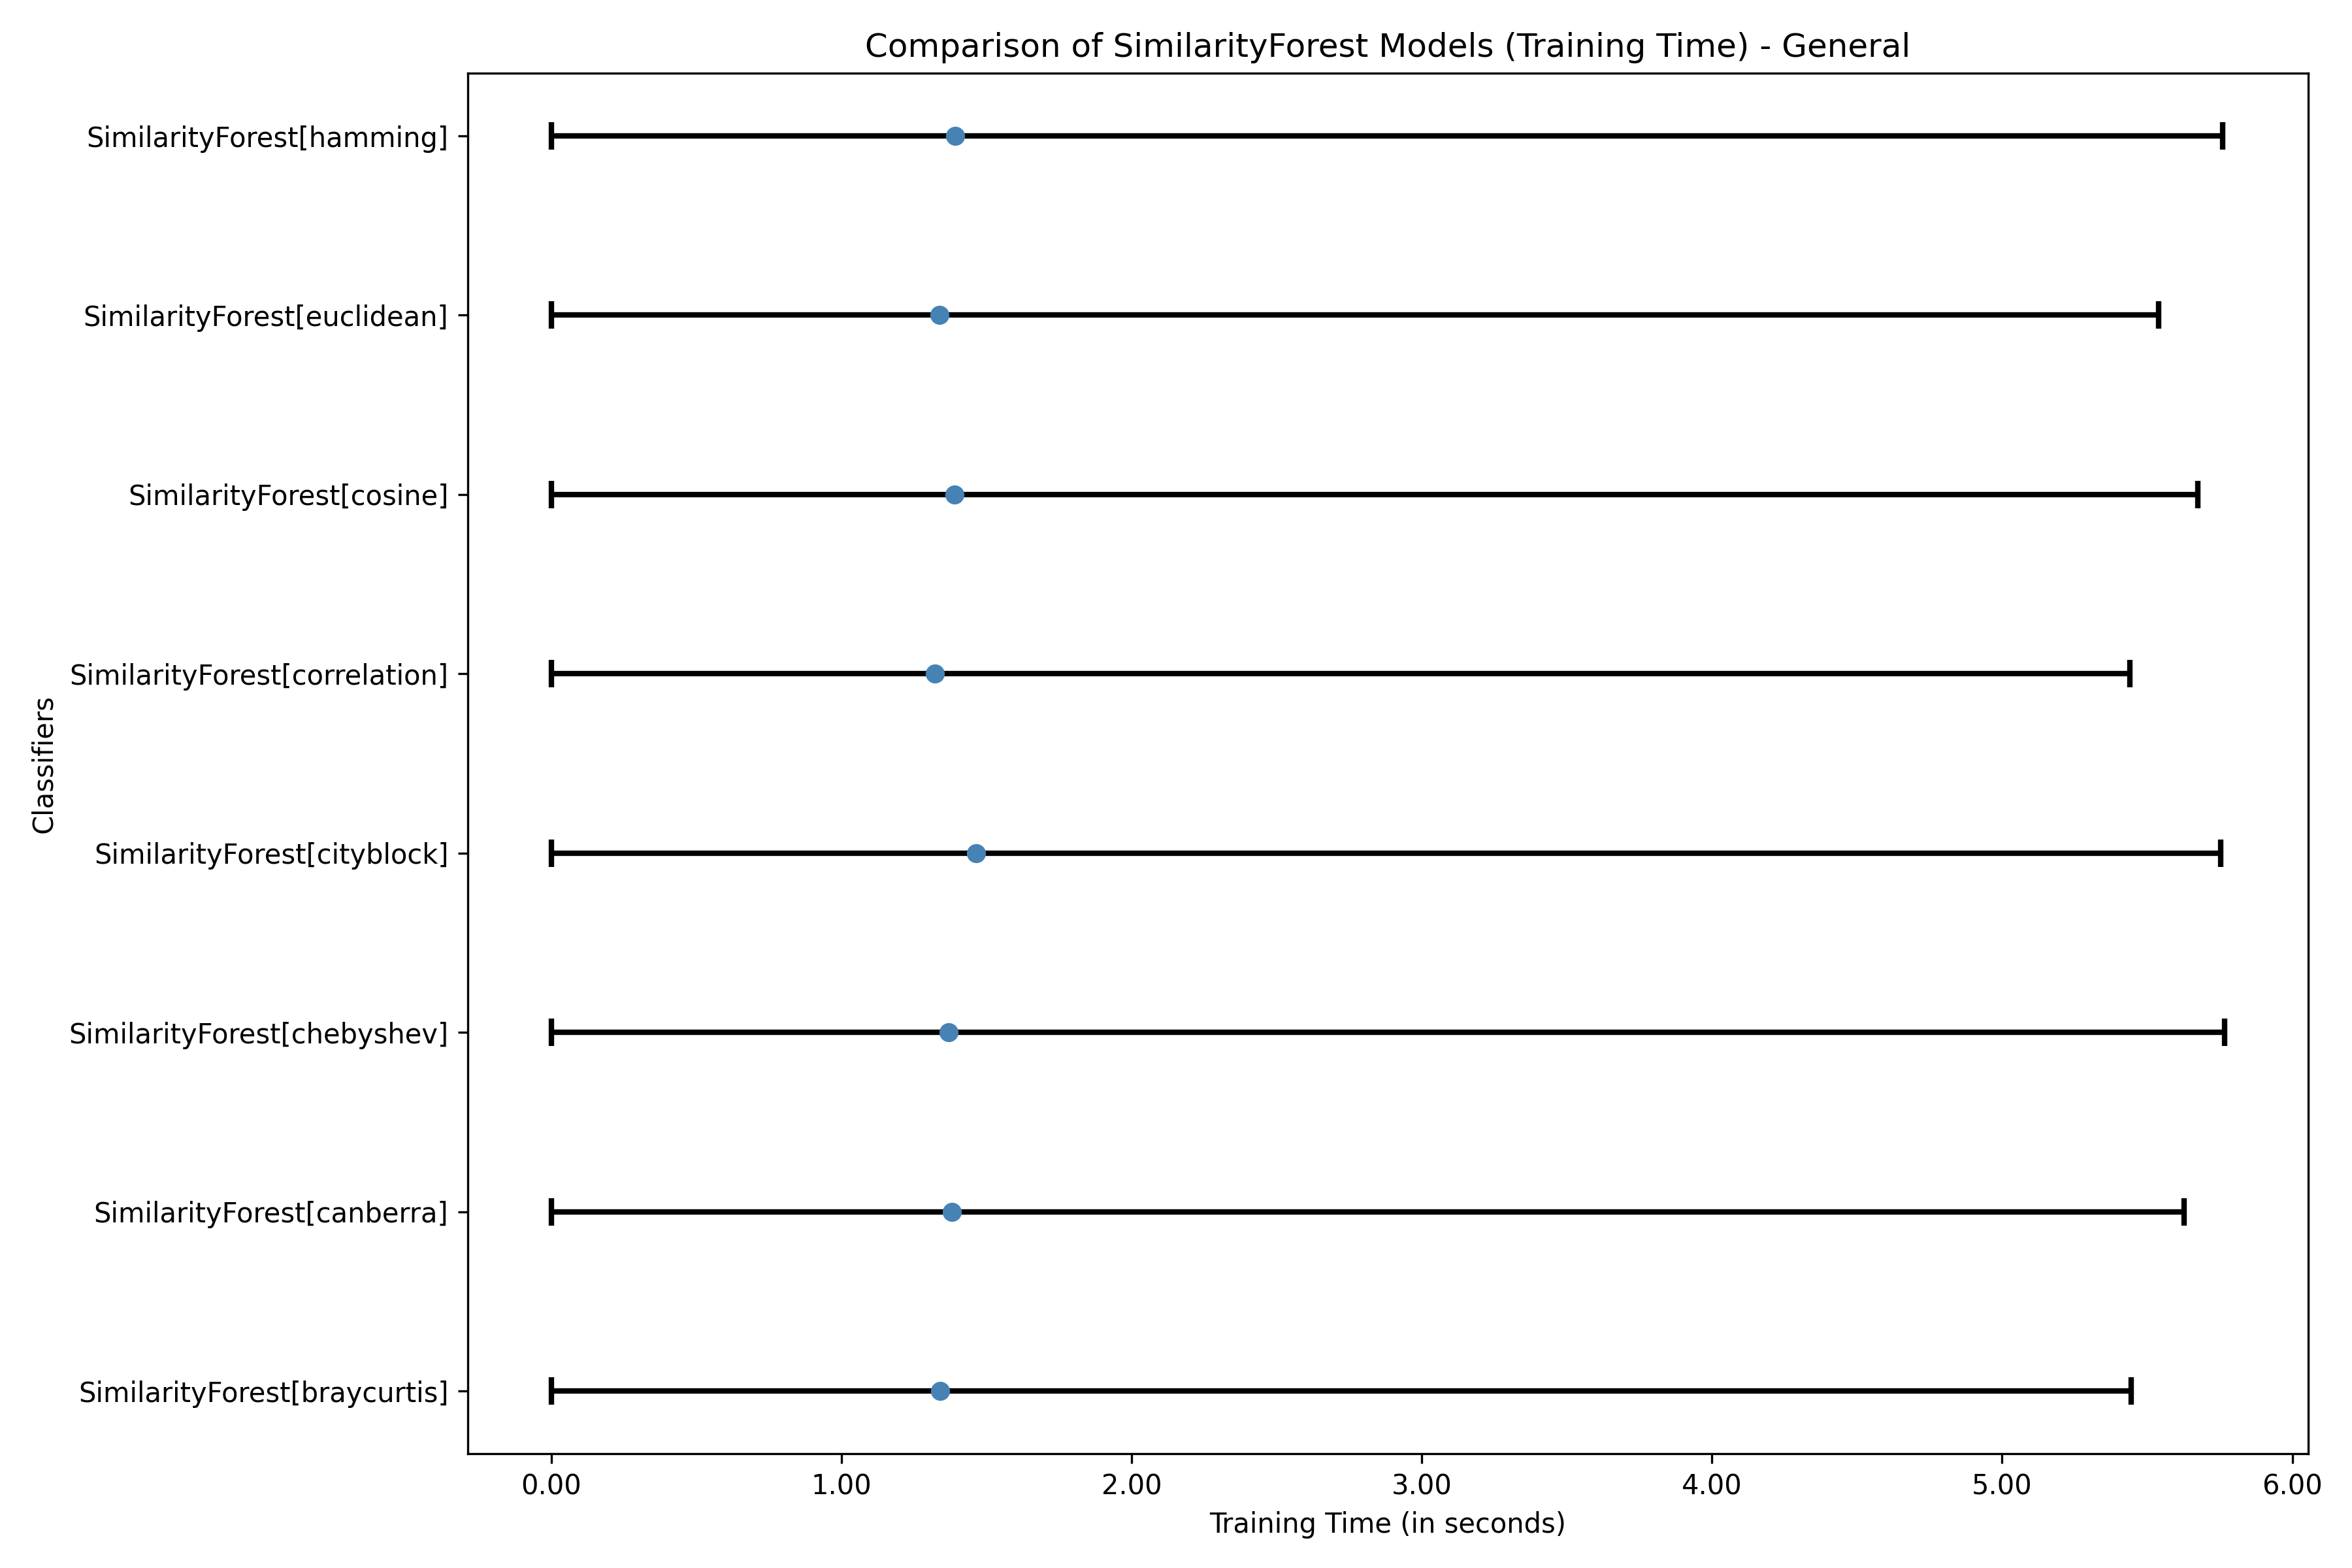 Comparison of SimilarityForest Models (Training Time) - General
SimilarityForest[hamming]
SimilarityForest[euclidean]
SimilarityForest[cosine]
SimilarityForest[correlation]
SimilarityForest[cityblock]
SimilarityForest[chebyshev]
SimilarityForest[canberra]
SimilarityForest[braycurtis]
Classifiers
0.00 1.00 2.00 3.00 4.00 5.00 6.00
Training Time (in seconds)